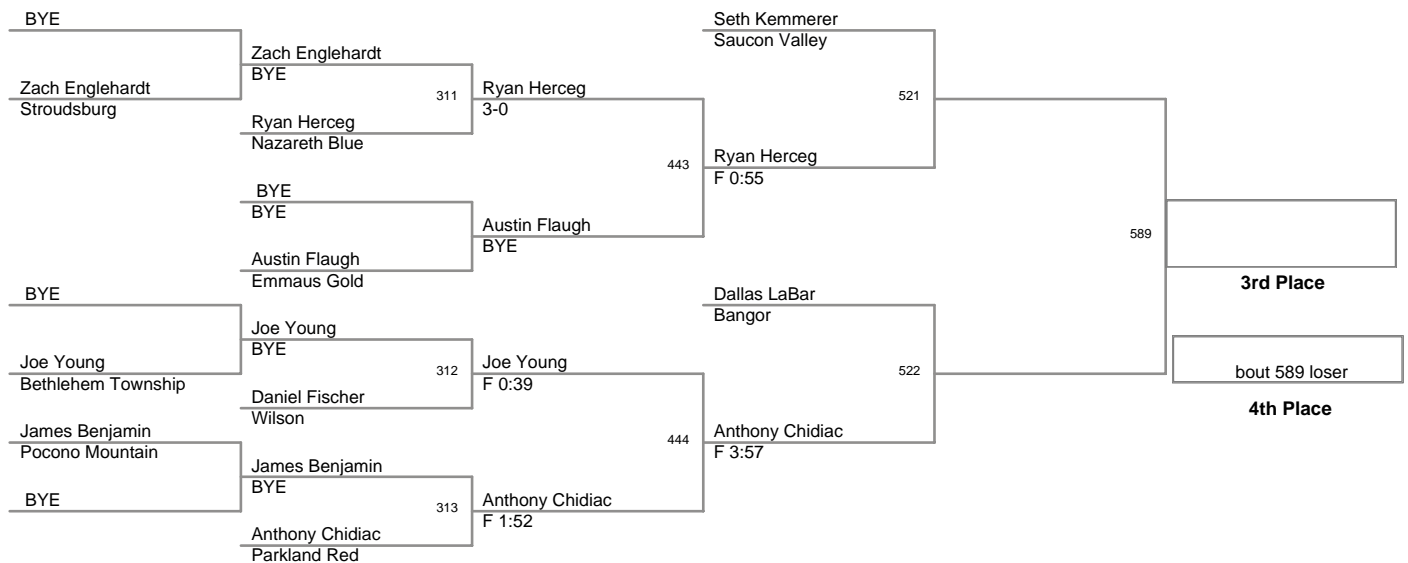 BYE
Zach Englehardt
Stroudsburg
Zach Englehardt
BYE
311
Ryan Herceg
Nazareth Blue
Ryan Herceg
3-0
BYE
BYE
Austin Flaugh
Emmaus Gold
Austin Flaugh
BYE
443
Seth Kemmerer
Saucon Valley
521
Ryan Herceg
F 0:55
BYE
Joe Young
Bethlehem Township
Joe Young
BYE
312
Daniel Fischer
Wilson
Joe Young
F 0:39
James Benjamin
Pocono Mountain
BYE
James Benjamin
BYE
313
Anthony Chidiac
Parkland Red
Anthony Chidiac
F 1:52
444
Dallas LaBar
Bangor
522
Anthony Chidiac
F 3:57
589
3rd Place
bout 589 loser
4th Place